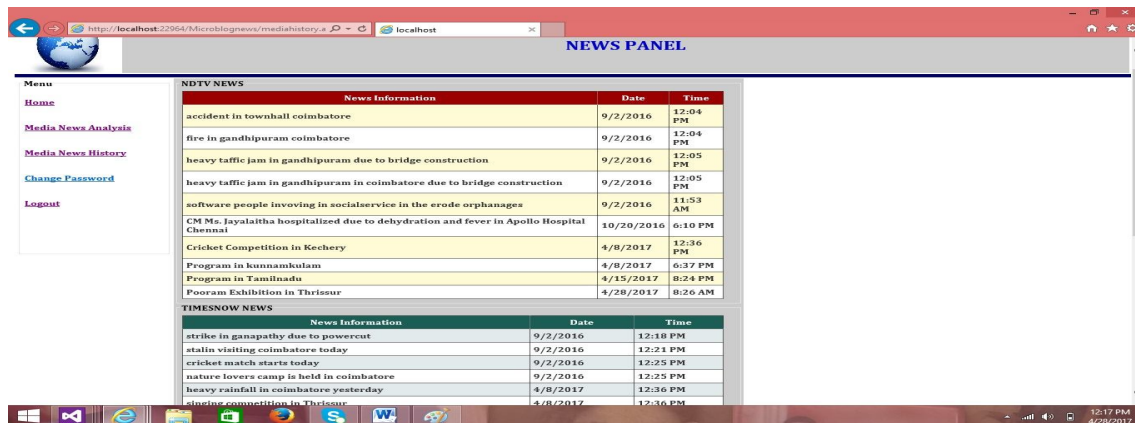 http://localhost:22964/Microblognews/mediahistory.a
localhost
NEWS PANEL
Menu
Home
Media News Analysis
Media News History
Change Password
Logout
NDTV NEWS
News Information Date Time
accident in townhall coimbatore 9/2/2016 12:04 PM
fire in gandhipuram coimbatore 9/2/2016 12:04 PM
heavy taffic jam in gandhipuram due to bridge construction 9/2/2016 12:05 PM
heavy taffic jam in gandhipuram in coimbatore due to bridge construction 9/2/2016 12:05 PM
software people invoving in socialservice in the erode orphanages 9/2/2016 11:53 AM
CM Ms. Jayalaitha hospitalized due to dehydration and fever in Apollo Hospital
Chennai 10/20/2016 6:10 PM
Cricket Competition in Kechery 4/8/2017 12:36 PM
Program in kunnamkulam 4/8/2017 6:37 PM
Program in Tamilnadu 4/15/2017 8:24 PM
Pooram Exhibition in Thrissur 4/28/2017 8:26 AM
TIMESNOW NEWS
News Information Date Time
strike in ganapathy due to powercut 9/2/2016 12:18 PM
stalin visiting coimbatore today 9/2/2016 12:21 PM
cricket match starts today 9/2/2016 12:25 PM
nature lovers camp is held in coimbatore 9/2/2016 12:25 PM
heavy rainfall in coimbatore yesterday 4/8/2017 12:36 PM
singing competition in Thrissur 4/8/2017 12:36 PM
12:17 PM
4/28/2017